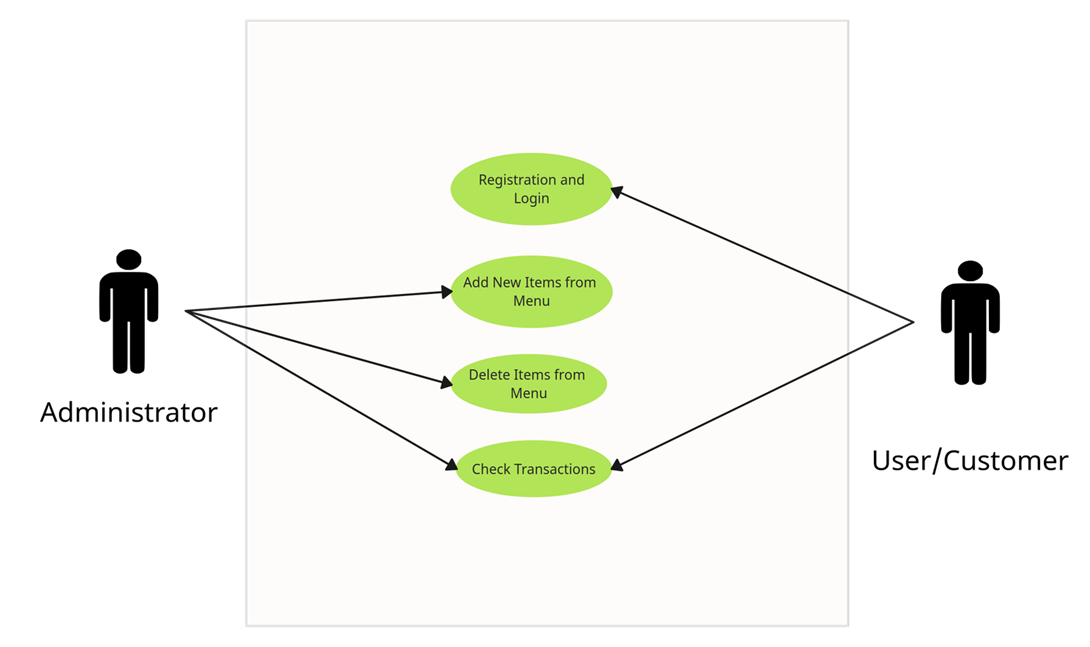 Registration and
Login
Add New Items from
Menu
Delete Items from
Menu
Check Transactions
Administrator
User/Customer